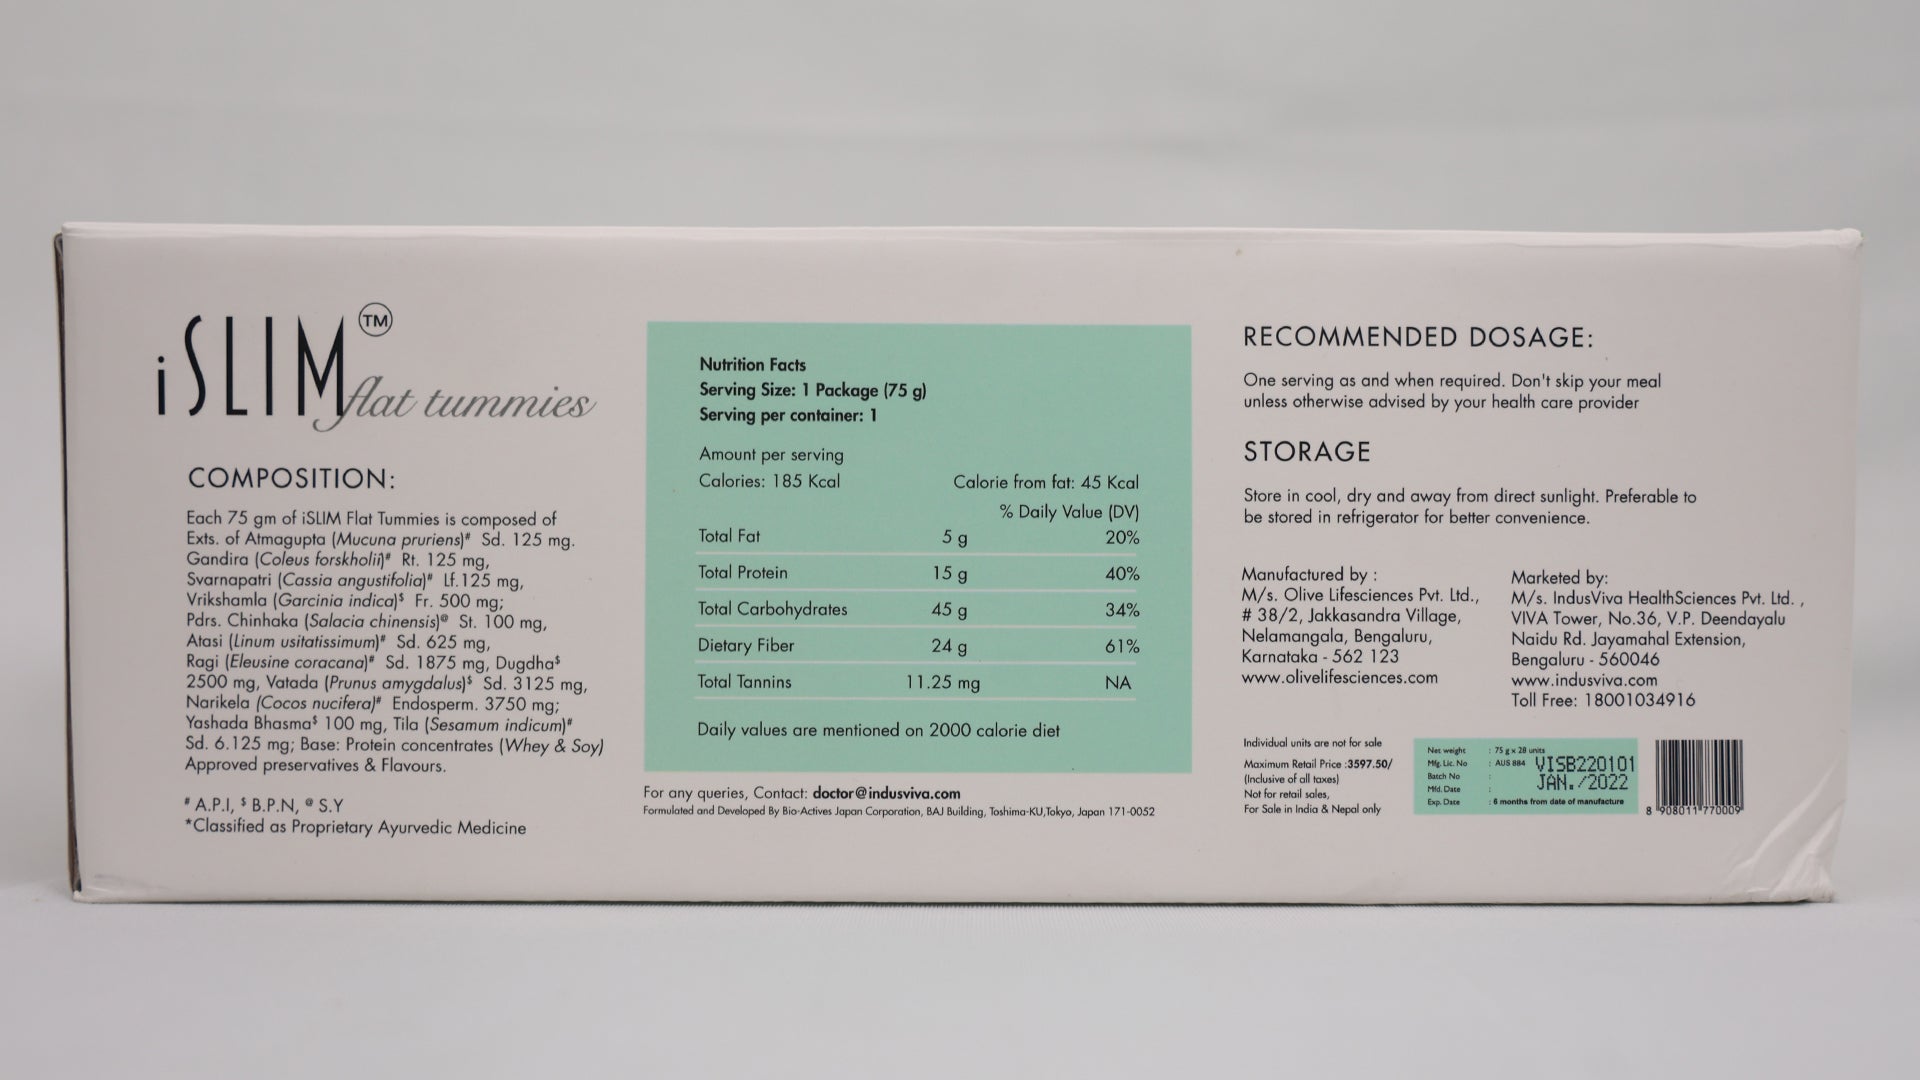 iSLIM TM
flat tummies
COMPOSITION:
Each 75 gm of iSLIM Flat Tummies is composed of
Exts. of Atmagupta (Mucuna pruriens)# Sd. 125 mg.
Gandira (Coleus forskholii)# Rt. 125 mg,
Svarnapatri (Cassia angustifolia)# Lf.125 mg,
Vrikshamla (Garcinia indica)$ Fr. 500 mg;
Pdrs. Chinhaka (Salacia chinensis)@ St. 100 mg,
Atasi (Linum usitatissimum)# Sd. 625 mg,
Ragi (Eleusine coracana)# Sd. 1875 mg, Dugdha$
2500 mg, Vatada (Prunus amygdalus)$ Sd. 3125 mg,
Narikela (Cocos nucifera)# Endosperm. 3750 mg;
Yashada Bhasma$ 100 mg, Tila (Sesamum indicum)#
Sd. 6.125 mg; Base: Protein concentrates (Whey & Soy)
Approved preservatives & Flavours.
# A.P.I, $ B.P.N, @ S.Y
*Classified as Proprietary Ayurvedic Medicine
Nutrition Facts
Serving Size: 1 Package (75 g)
Serving per container: 1
Amount per serving
Calories: 185 Kcal Calorie from fat: 45 Kcal
% Daily Value (DV)
Total Fat 5 g 20%
Total Protein 15 g 40%
Total Carbohydrates 45 g 34%
Dietary Fiber 24 g 61%
Total Tannins 11.25 mg NA
Daily values are mentioned on 2000 calorie diet
For any queries, Contact: doctor@indusviva.com
Formulated and Developed By Bio-Actives Japan Corporation, BAJ Building, Toshima-KU,Tokyo, Japan 171-0052
RECOMMENDED DOSAGE:
One serving as and when required. Don't skip your meal
unless otherwise advised by your health care provider
STORAGE
Store in cool, dry and away from direct sunlight. Preferable to
be stored in refrigerator for better convenience.
Manufactured by :
M/s. Olive Lifesciences Pvt. Ltd.,
# 38/2, Jakkasandra Village,
Nelamangala, Bengaluru,
Karnataka - 562 123
www.olivelifesciences.com
Marketed by:
M/s. IndusViva HealthSciences Pvt. Ltd. ,
VIVA Tower, No.36, V.P. Deendayalu
Naidu Rd. Jayamahal Extension,
Bengaluru - 560046
www.indusviva.com
Toll Free: 18001034916
Individual units are not for sale
Maximum Retail Price :3597.50/
(Inclusive of all taxes)
Not for retail sales,
For Sale in India & Nepal only
Net weight : 75 g x 28 units
Mfg. Lic. No : AUS 884
Batch No : VISB220101
Mfd. Date : JAN./2022
Exp. Date : 6 months from date of manufacture
8 908011 770009